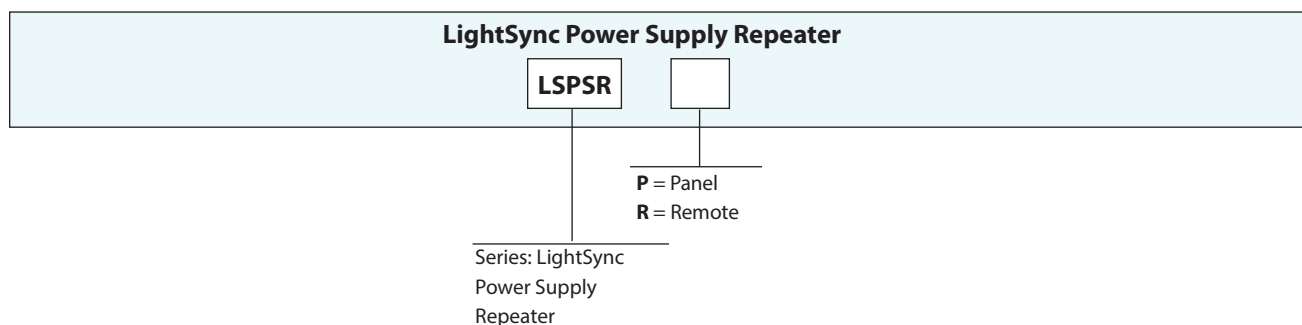 LightSync Power Supply Repeater
LSPSR
P = Panel
R = Remote
Series: LightSync
Power Supply
Repeater